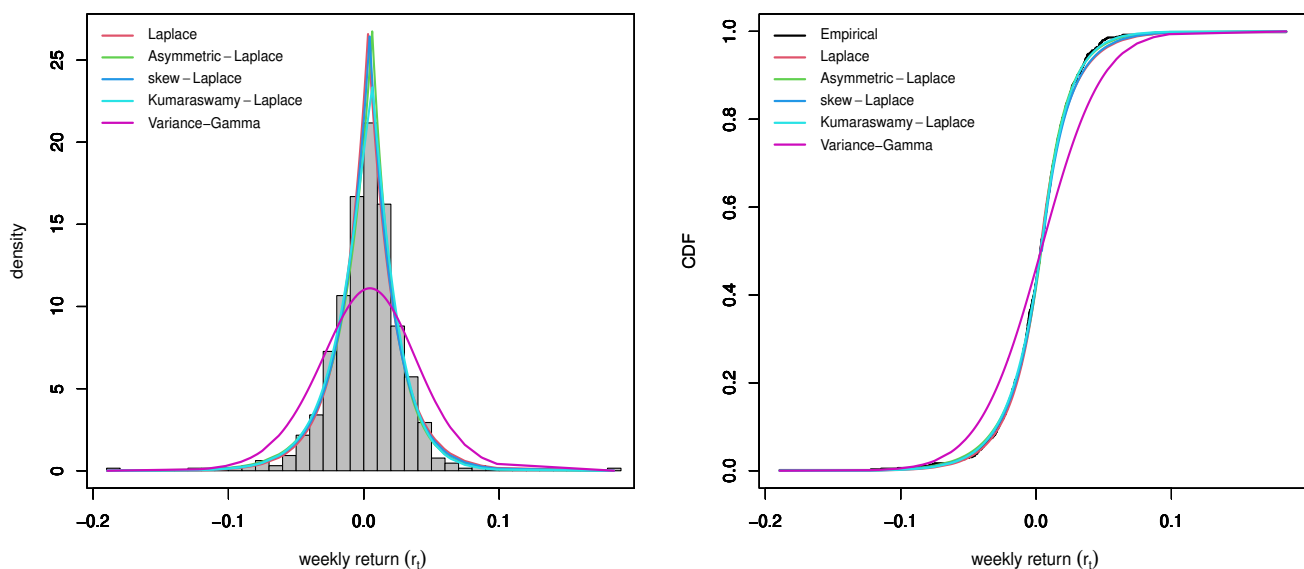 Laplace
Asymmetric–Laplace
skew–Laplace
Kumaraswamy–Laplace
Variance–Gamma
density
25
20
15
10
5
0
−0.2
−0.1
0.0
0.1
weekly return (rt)
Empirical
Laplace
Asymmetric–Laplace
skew–Laplace
Kumaraswamy–Laplace
Variance–Gamma
CDF
1.0
0.8
0.6
0.4
0.2
0.0
−0.2
−0.1
0.0
0.1
weekly return (rt)